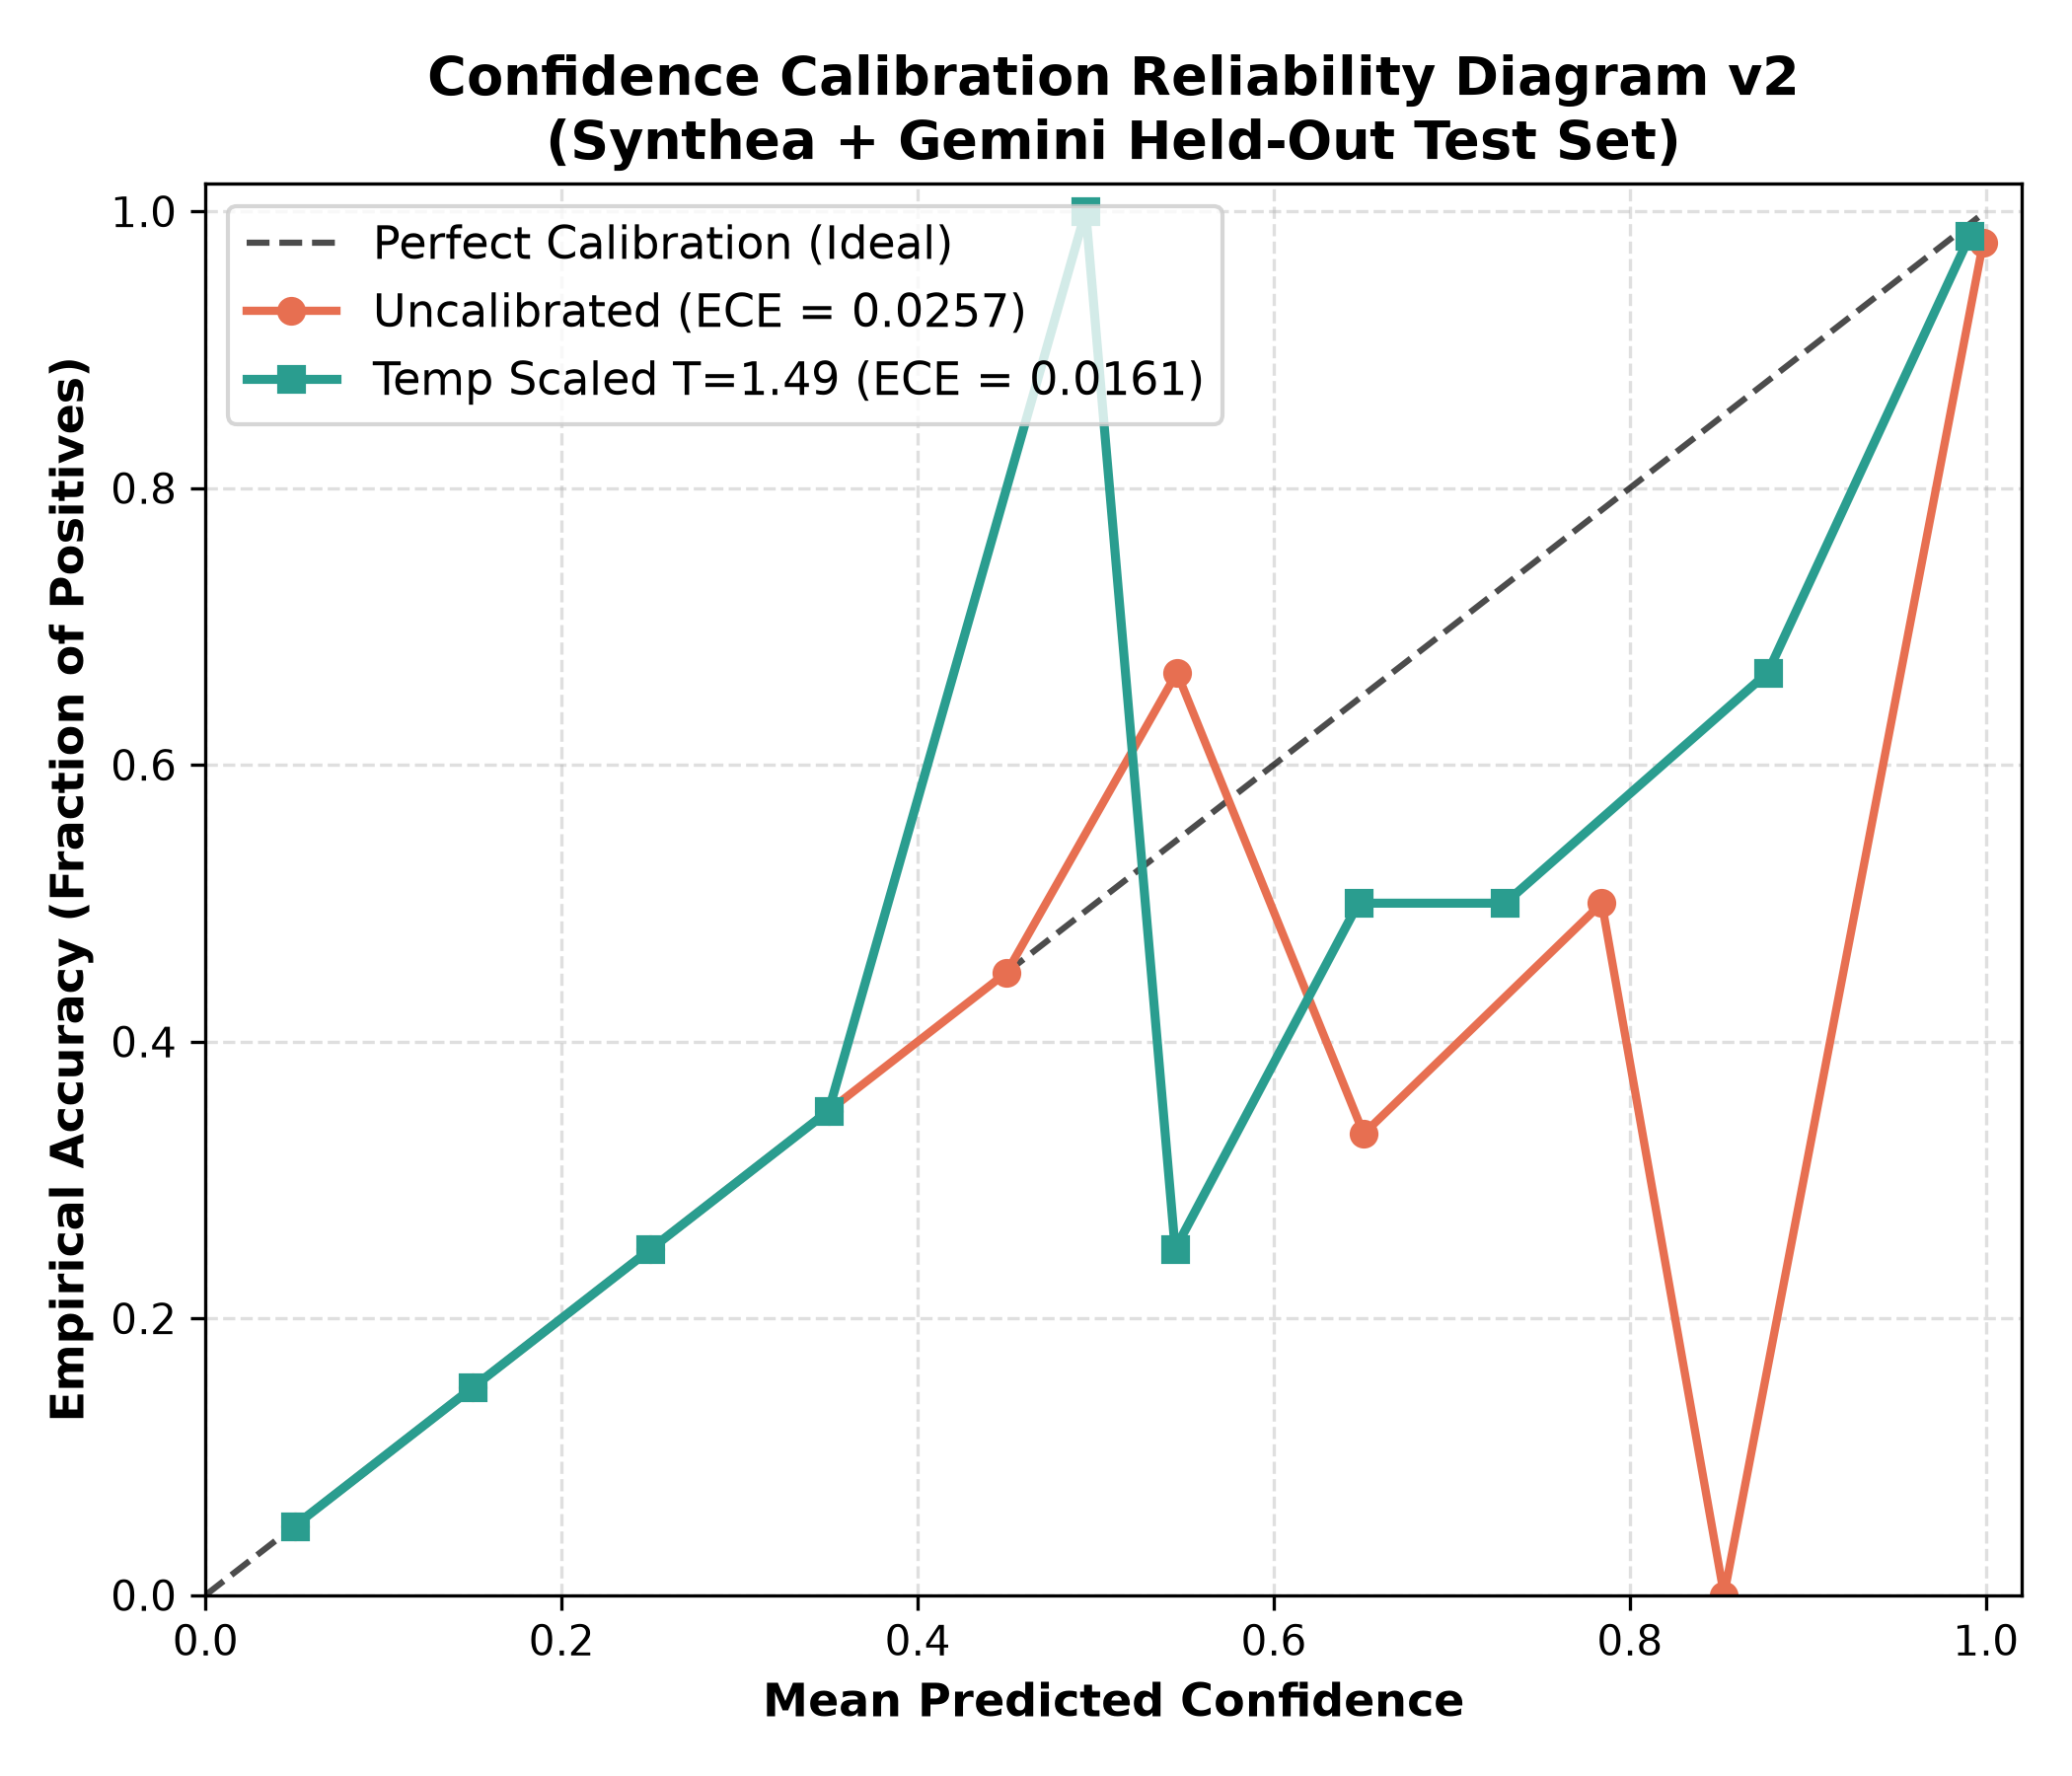 Confidence Calibration Reliability Diagram v2
(Synthea + Gemini Held-Out Test Set)
Perfect Calibration (Ideal)
Uncalibrated (ECE = 0.0257)
Temp Scaled T=1.49 (ECE = 0.0161)
Empirical Accuracy (Fraction of Positives)
1.0
0.8
0.6
0.4
0.2
0.0
0.0 0.2 0.4 0.6 0.8 1.0
Mean Predicted Confidence